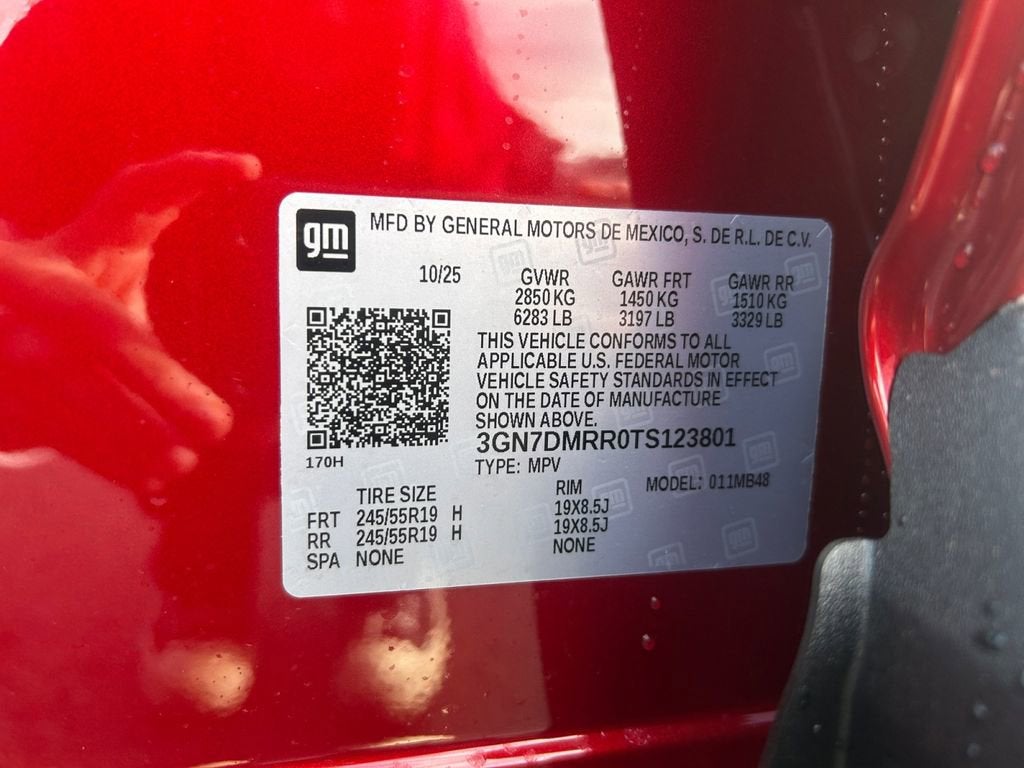 gm MFD BY GENERAL MOTORS DE MEXICO, S. DE R.L. DE C.V.
10/25 GVWR GAWR FRT GAWR RR
2850 KG 1450 KG 1510 KG
6283 LB 3197 LB 3329 LB
THIS VEHICLE CONFORMS TO ALL
APPLICABLE U.S. FEDERAL MOTOR
VEHICLE SAFETY STANDARDS IN EFFECT
ON THE DATE OF MANUFACTURE
SHOWN ABOVE.
3GN7DMRR0TS123801
170H
TYPE: MPV MODEL: 011MB48
TIRE SIZE RIM
FRT 245/55R19 H 19X8.5J
RR 245/55R19 H 19X8.5J
SPA NONE NONE